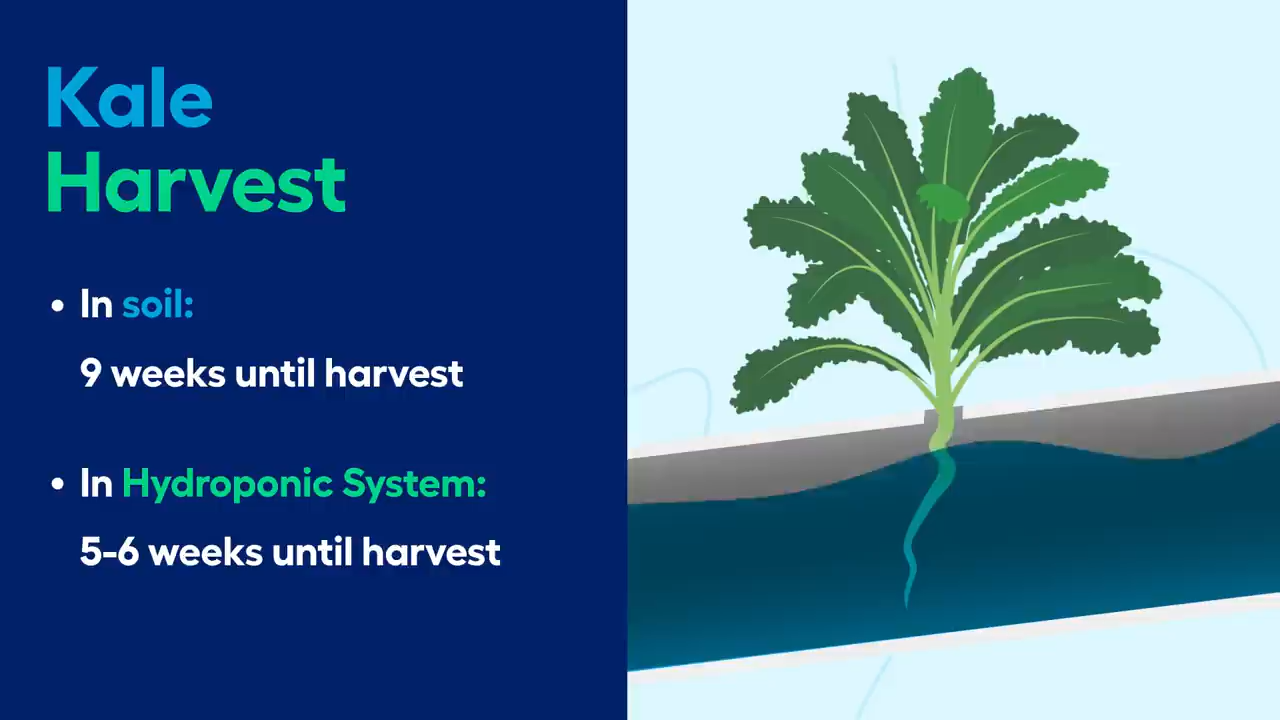 Kale
Harvest
• In soil:
9 weeks until harvest
• In Hydroponic System:
5-6 weeks until harvest